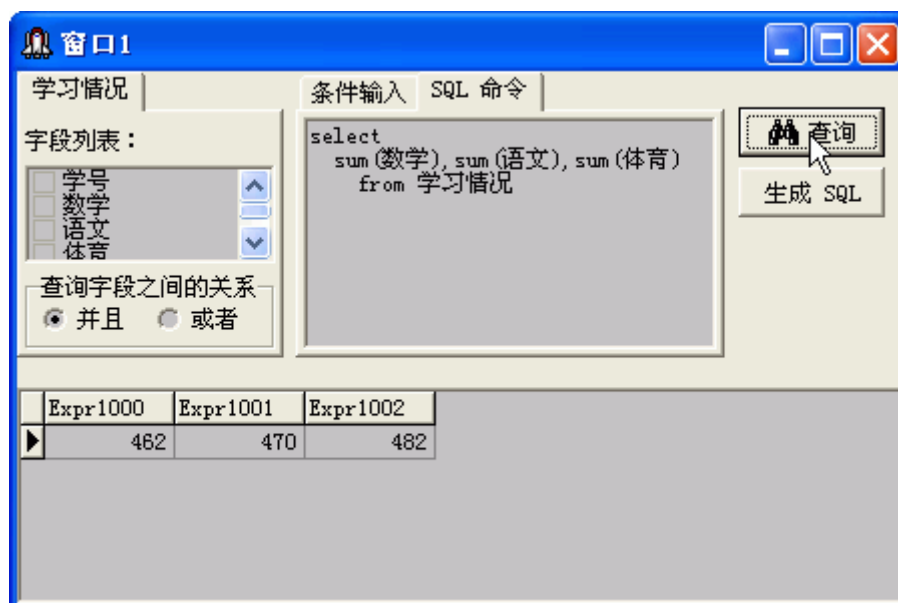 窗口1
学习情况
条件输入 SQL 命令
字段列表：
学号
数学
语文
体育
查询字段之间的关系
并且 或者
select
sum(数学),sum(语文),sum(体育)
from 学习情况
查询
生成 SQL
Expr1000 Expr1001 Expr1002
462 470 482